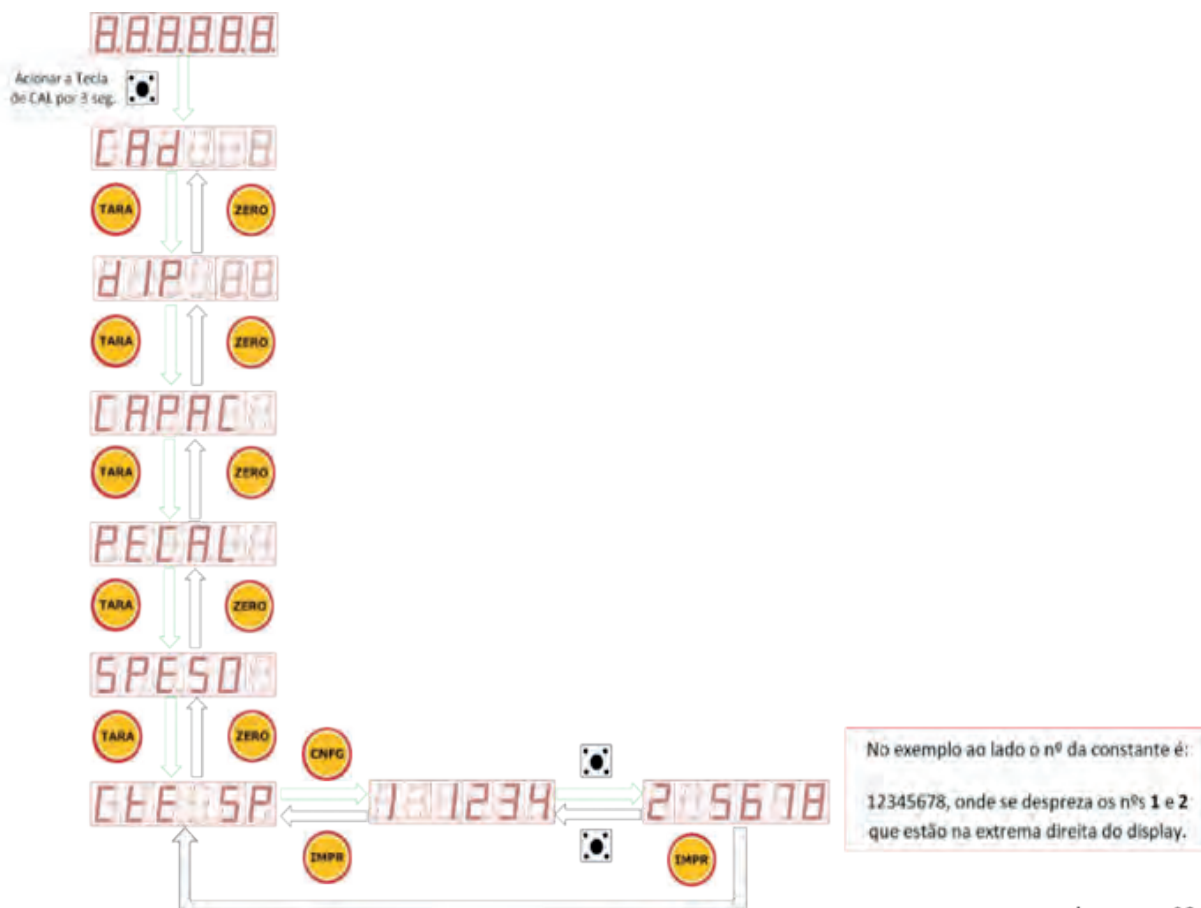 8.8.8.8.8.8.
Acionar a Tecla
de CAL por 3 seg.
CAd
TARA
ZERO
dIP
TARA
ZERO
CAPAC
TARA
ZERO
PECAL
TARA
ZERO
SPESO
TARA
ZERO
CNFG
CtE SP
1 1234
2 5678
IMPR
IMPR
No exemplo ao lado o nº da constante é:
12345678, onde se despreza os nºs 1 e 2
que estão na extrema direita do display.